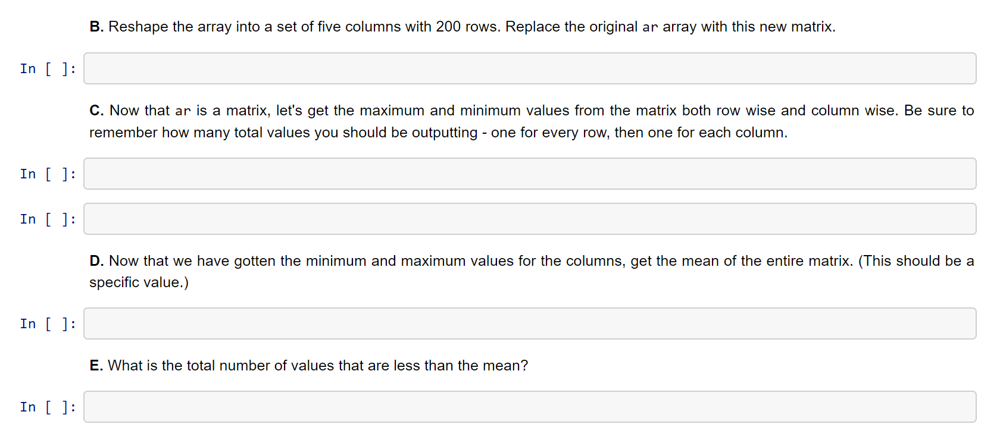 B. Reshape the array into a set of five columns with 200 rows. Replace the original ar array with this new matrix.
In [ ]:
C. Now that ar is a matrix, let's get the maximum and minimum values from the matrix both row wise and column wise. Be sure to
remember how many total values you should be outputting - one for every row, then one for each column.
In [ ]:
In [ ]:
D. Now that we have gotten the minimum and maximum values for the columns, get the mean of the entire matrix. (This should be a
specific value.)
In [ ]:
E. What is the total number of values that are less than the mean?
In [ ]: